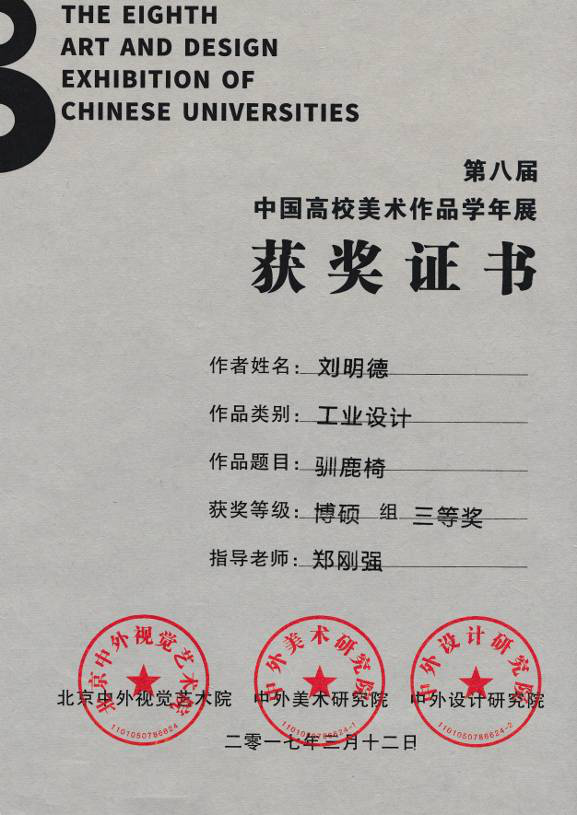 8
THE EIGHTH
ART AND DESIGN
EXHIBITION OF
CHINESE UNIVERSITIES
第八届
中国高校美术作品学年展
获奖证书
作者姓名: 刘明德
作品类别: 工业设计
作品题目: 驯鹿椅
获奖等级: 博硕 组 三等奖
指导老师: 郑刚强
北京中外视觉艺术院
中外美术研究院
中外设计研究院
1101050786624
1101050786624-1
1101050786624-2
北京中外视觉艺术院 中外美术研究院 中外设计研究院
二零一七年三月十二日